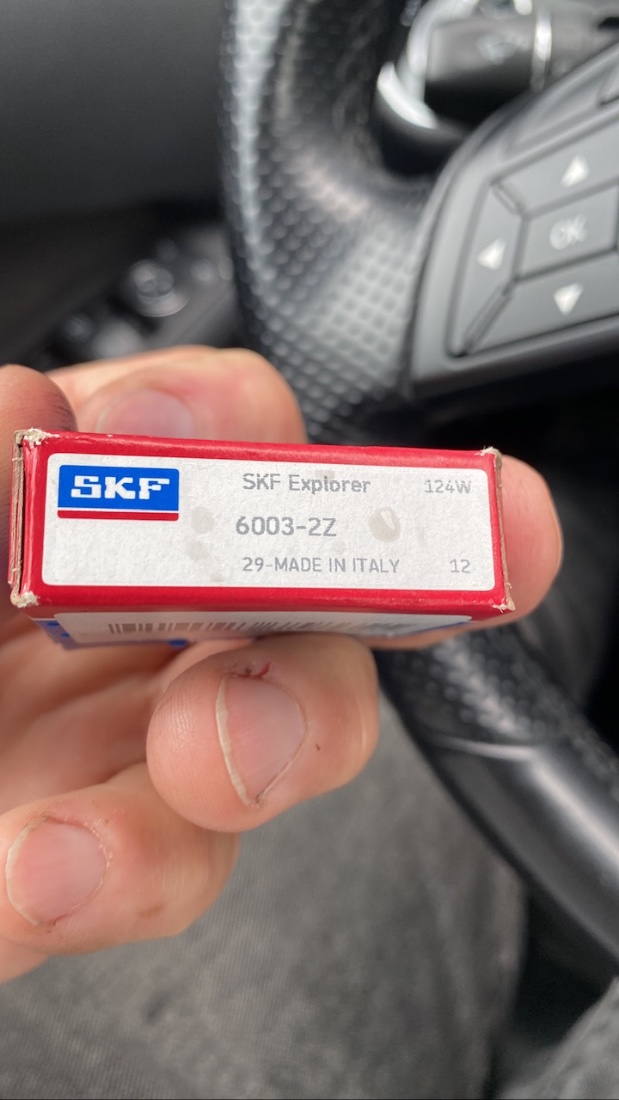 OK
SKF
SKF Explorer
124W
6003-2Z
29-MADE IN ITALY
12